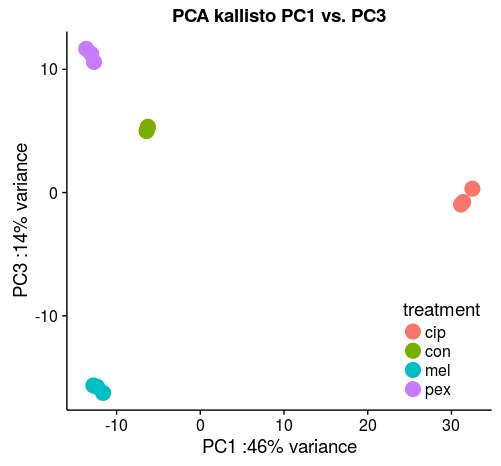 PCA kallisto PC1 vs. PC3
10
0
-10
PC3 :14% variance
treatment
cip
con
mel
pex
-10 0 10 20 30
PC1 :46% variance